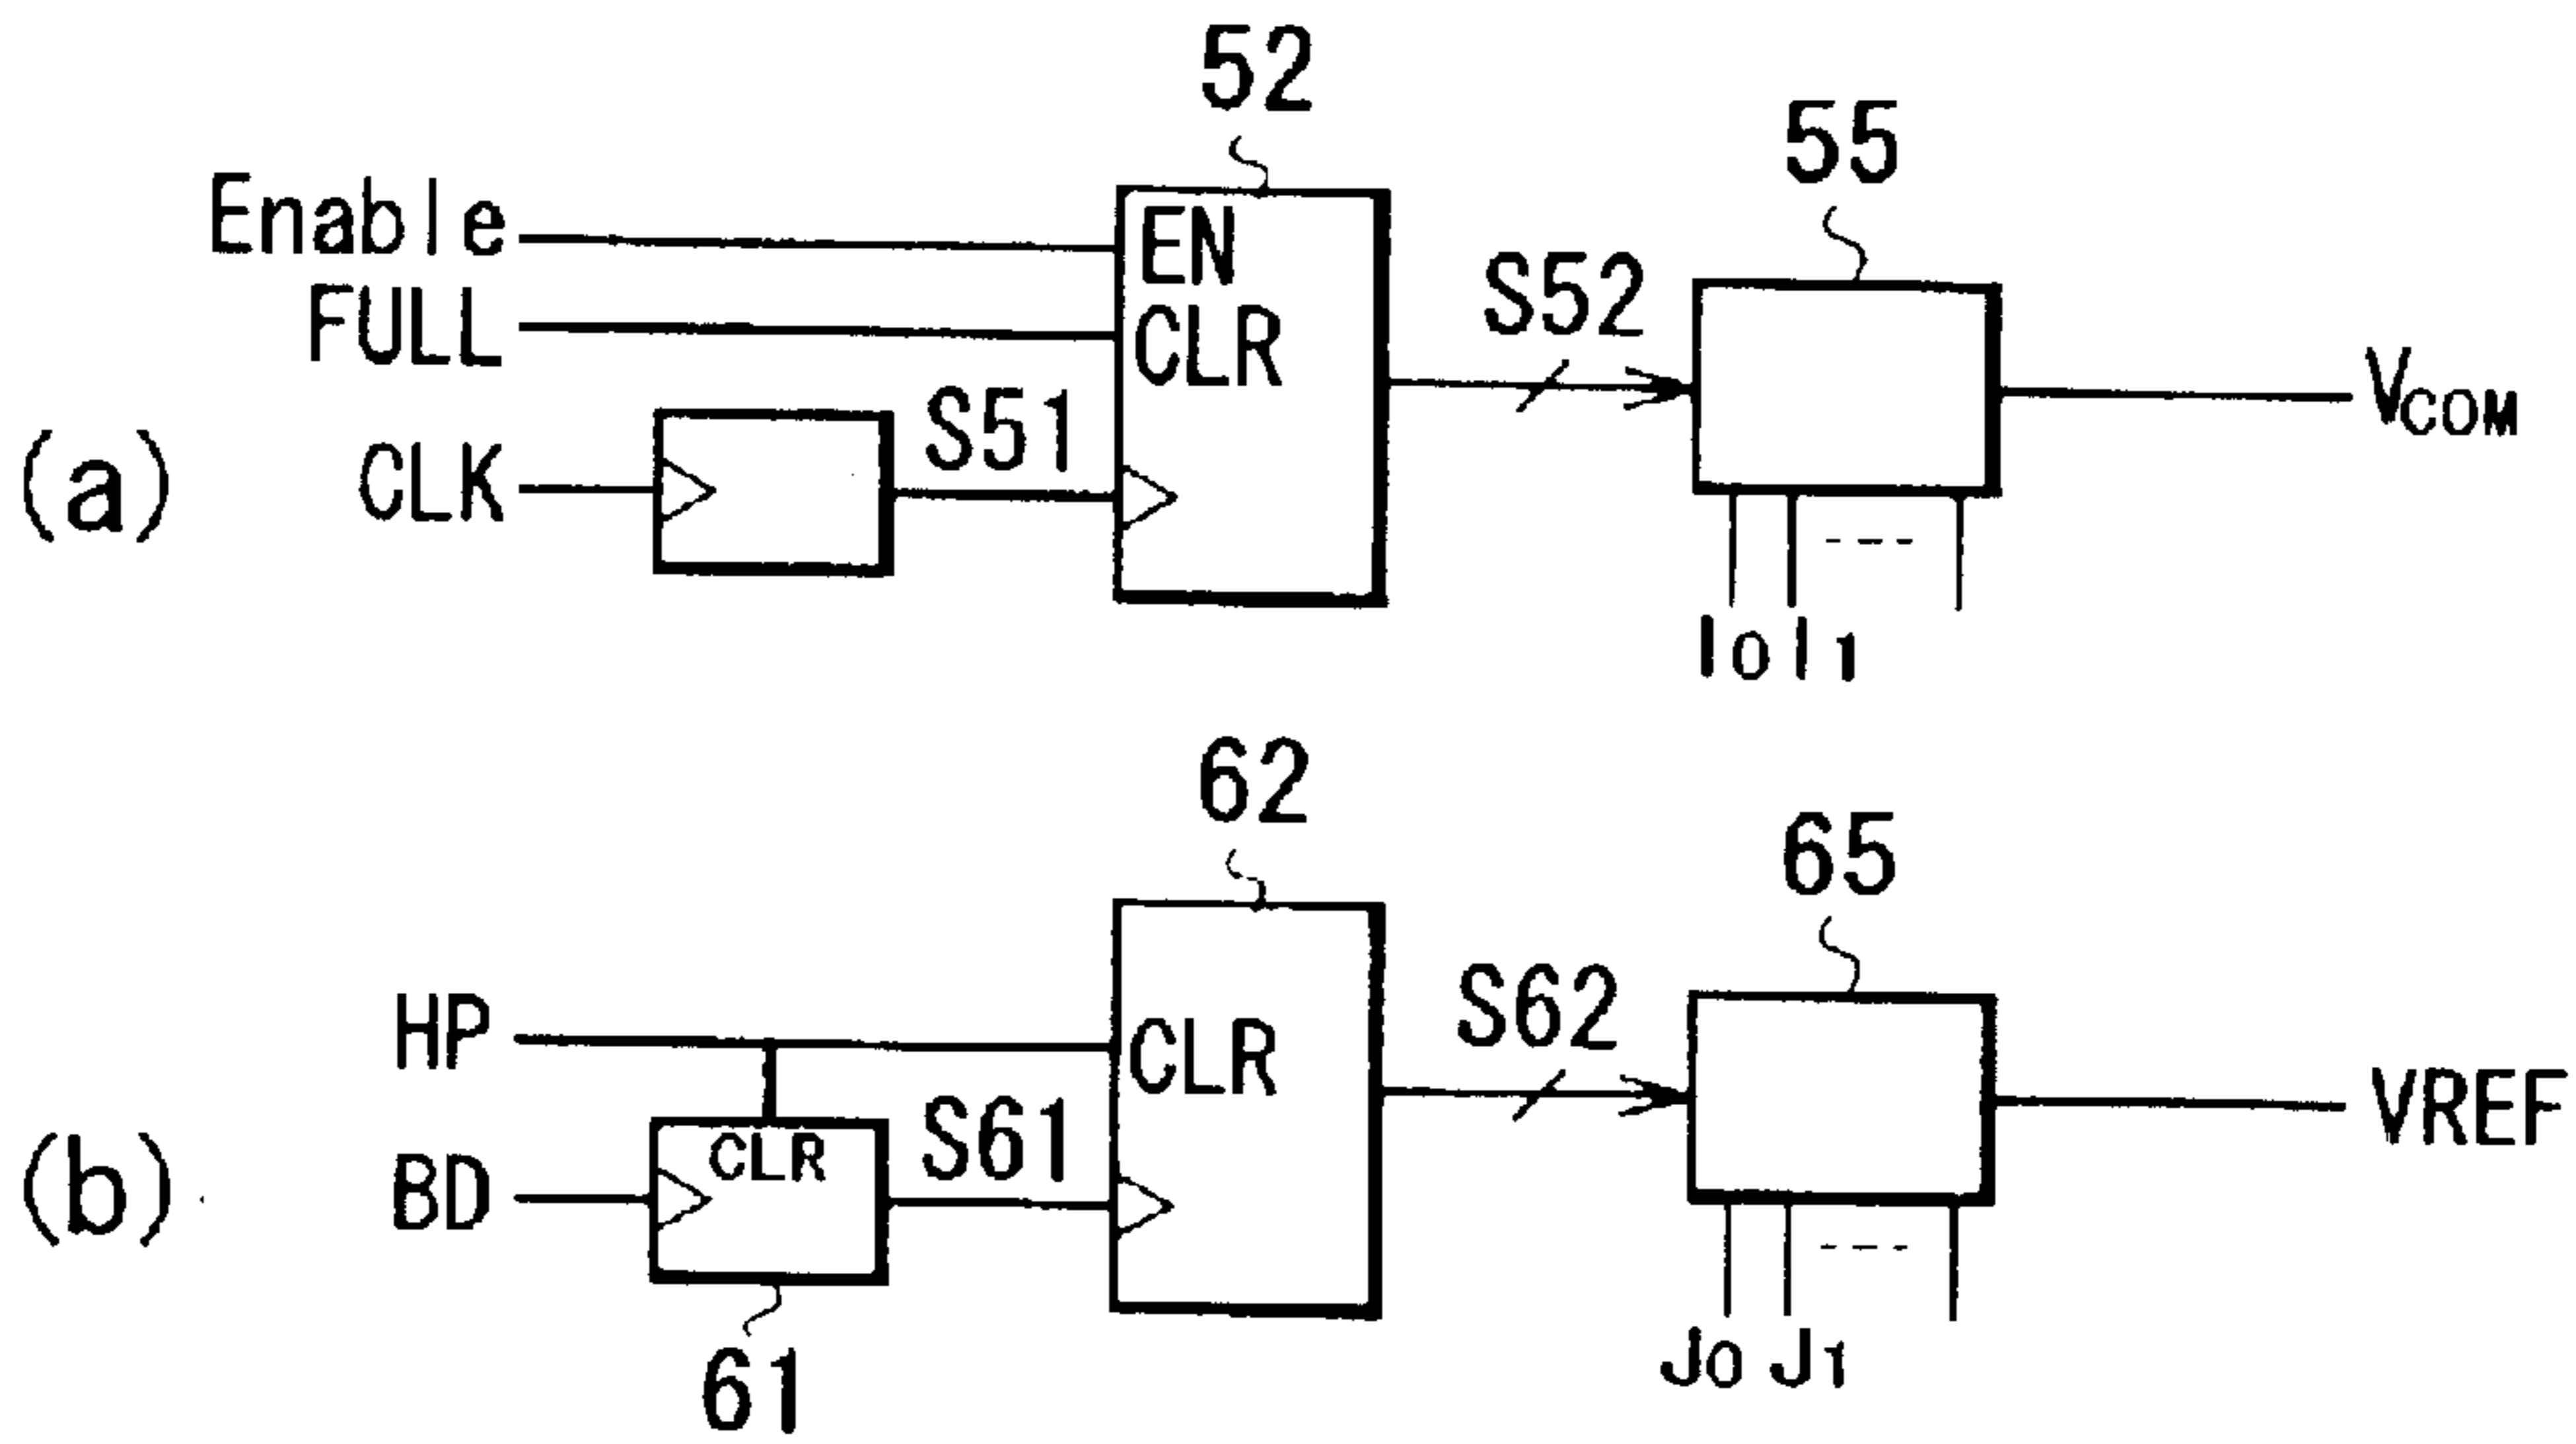 52
55
Enable
EN
FULL
CLR
S52
VCOM
(a)
CLK
S51
I0 I1
62
65
HP
CLR
S62
VREF
(b)
BD
CLR
S61
61
J0 J1